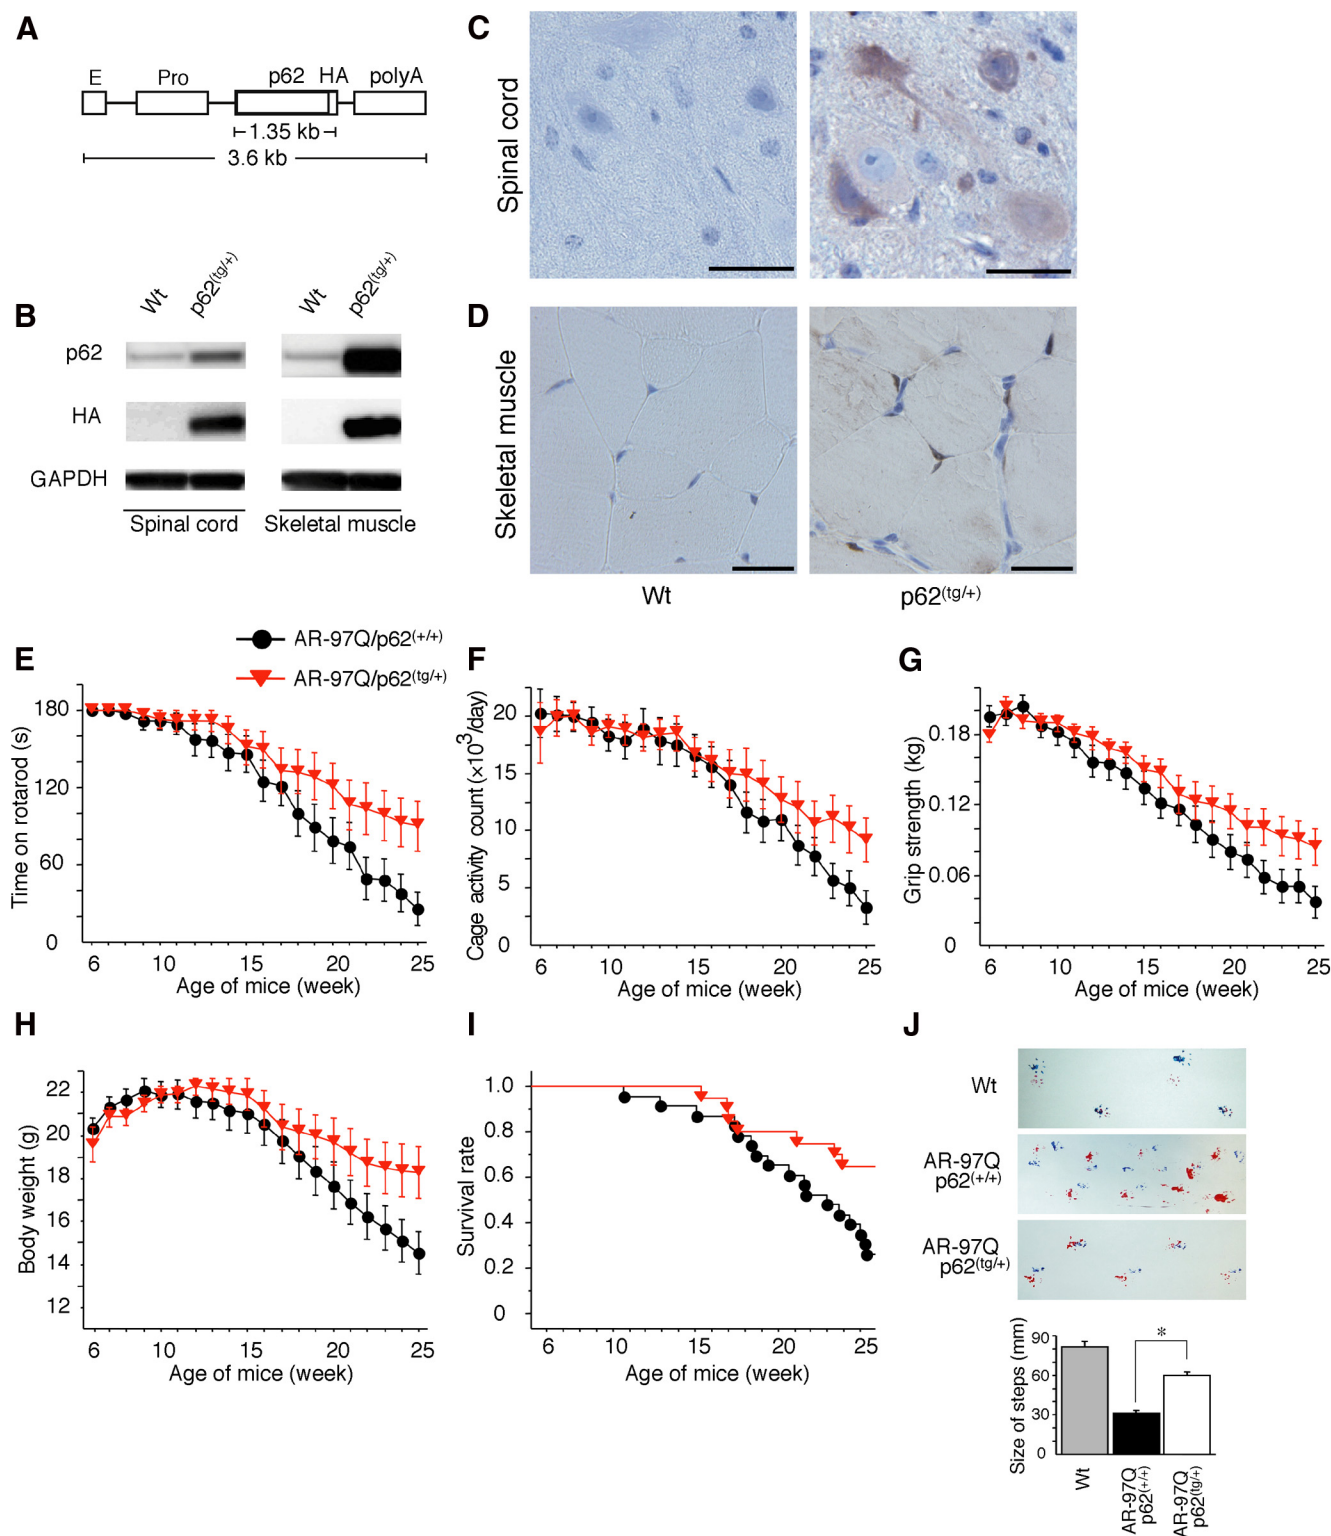 A
E Pro p62 HA polyA
1.35 kb
3.6 kb
B
Wt p62(tg/+) Wt p62(tg/+)
p62
HA
GAPDH
Spinal cord Skeletal muscle
C
Spinal cord
D
Skeletal muscle
Wt p62(tg/+)
AR-97Q/p62(+/+)
AR-97Q/p62(tg/+)
E
Time on rotarod (s)
180
120
60
0
6 10 15 20 25
Age of mice (week)
F
Cage activity count (×103/day)
20
15
10
5
0
6 10 15 20 25
Age of mice (week)
G
Grip strength (kg)
0.18
0.12
0.06
0
6 10 15 20 25
Age of mice (week)
H
Body weight (g)
22
20
18
16
14
12
6 10 15 20 25
Age of mice (week)
I
Survival rate
1.0
0.8
0.6
0.4
0.2
0
6 10 15 20 25
Age of mice (week)
J
Wt
AR-97Q
p62(+/+)
AR-97Q
p62(tg/+)
Size of steps (mm)
90
60
30
0
*
Wt
AR-97Q
p62(+/+)
AR-97Q
p62(tg/+)